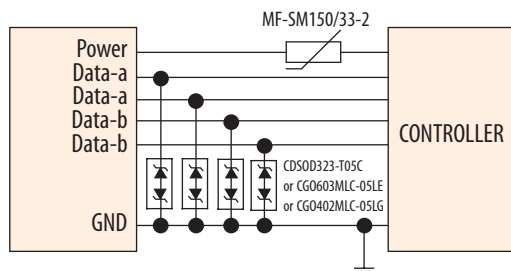 MF-SM150/33-2
Power
Data-a
Data-a
Data-b
Data-b
GND
CDSOD323-T05C
or CG0603MLC-05LE
or CG0402MLC-05LG
CONTROLLER